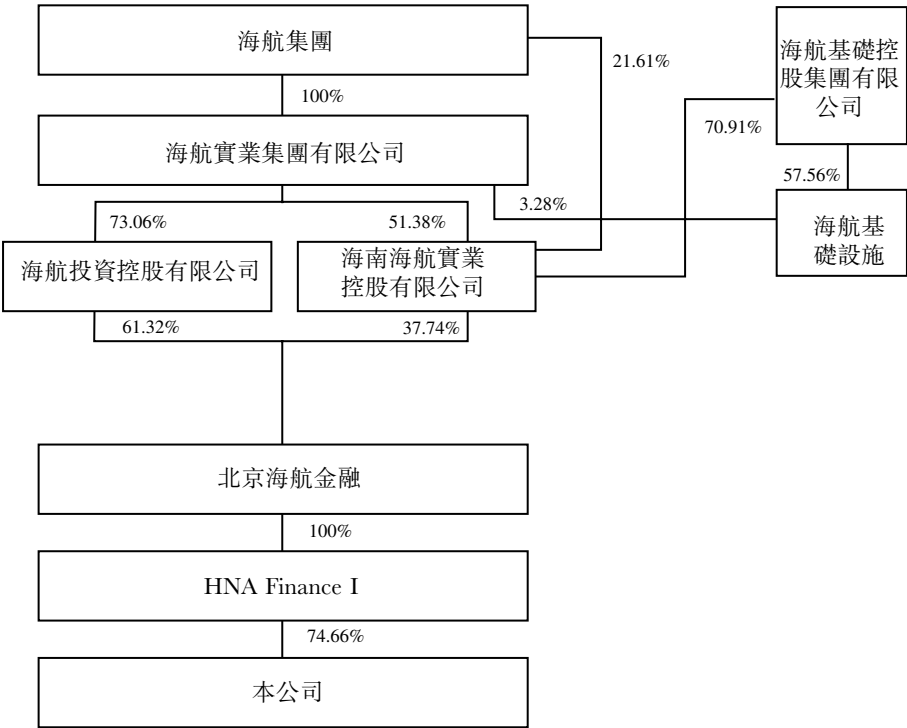 海航集團
海航基礎控
股集團有限
公司
21.61%
100%
70.91%
海航實業集團有限公司
57.56%
3.28%
73.06%
51.38%
海航基
礎設施
海航投資控股有限公司
海南海航實業
控股有限公司
61.32%
37.74%
北京海航金融
100%
HNA Finance I
74.66%
本公司